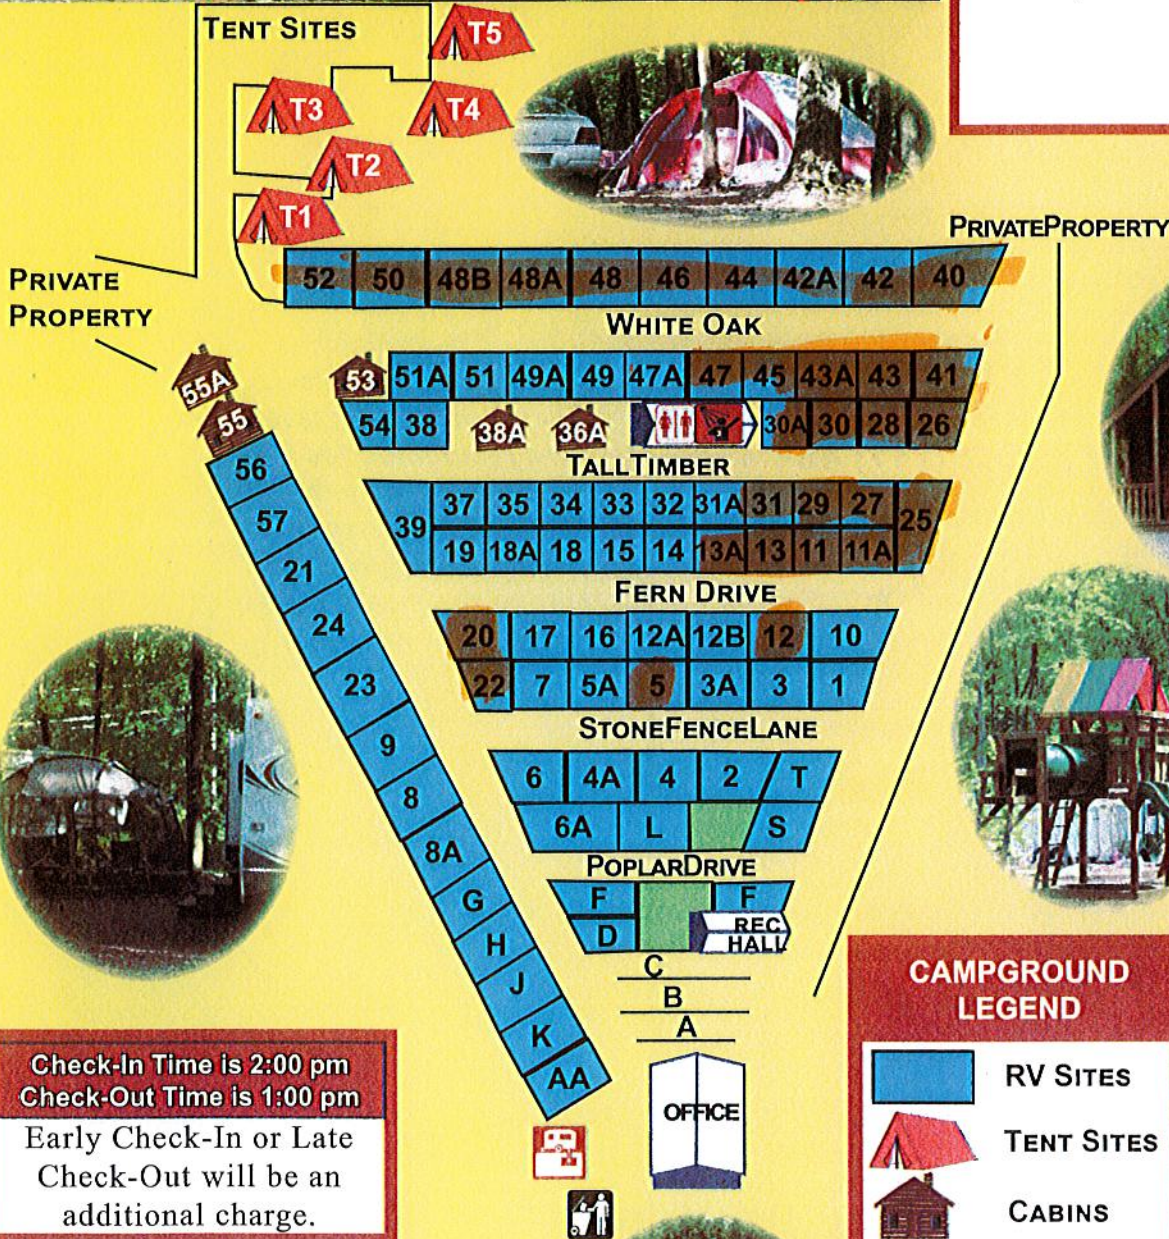 TENT SITES
T5
T3
T4
T2
T1
PRIVATEPROPERTY
PRIVATE
PROPERTY
52 50 48B 48A 48 46 44 42A 42 40
WHITE OAK
55A
53 51A 51 49A 49 47A 47 45 43A 43 41
55
54 38 38A 36A 30A 30 28 26
TALLTIMBER
56
57
21
24
23
9
8
8A
G
H
J
K
AA
39 37 35 34 33 32 31A 31 29 27 25
19 18A 18 15 14 13A 13 11 11A
FERN DRIVE
20 17 16 12A 12B 12 10
22 7 5A 5 3A 3 1
STONEFENCELANE
6 4A 4 2 T
6A L S
POPLARDRIVE
F F
D REC
HALL
C
B
A
OFFICE
Check-In Time is 2:00 pm
Check-Out Time is 1:00 pm
Early Check-In or Late
Check-Out will be an
additional charge.
CAMPGROUND
LEGEND
RV SITES
TENT SITES
CABINS